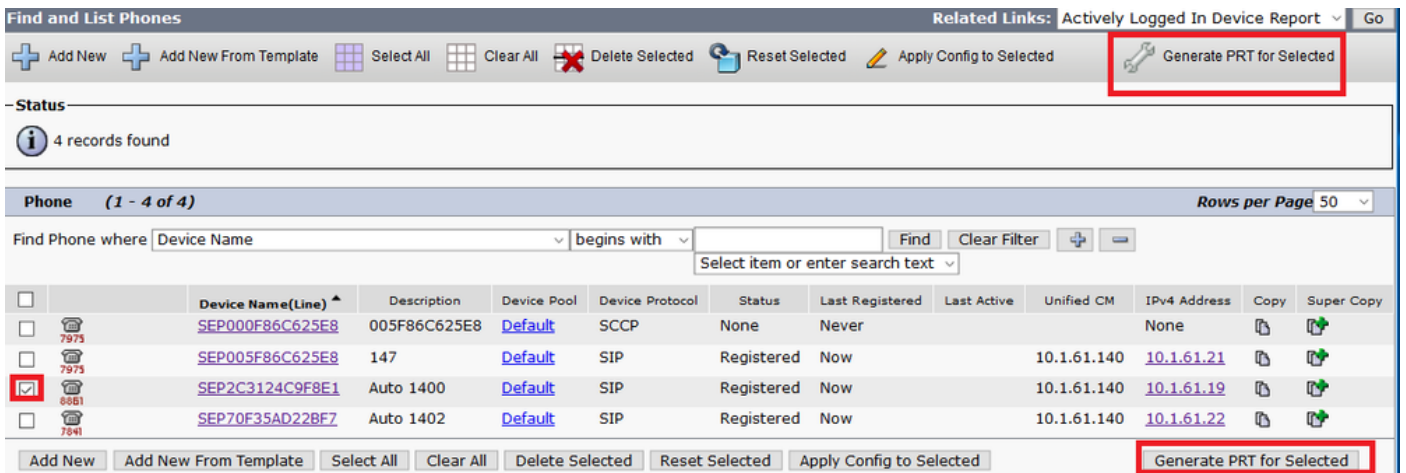 Find and List Phones Related Links: Actively Logged In Device Report Go
Add New Add New From Template Select All Clear All Delete Selected Reset Selected Apply Config to Selected Generate PRT for Selected
Status
i 4 records found
Phone (1 - 4 of 4) Rows per Page 50
Find Phone where Device Name begins with Find Clear Filter
Select item or enter search text
Device Name(Line) Description Device Pool Device Protocol Status Last Registered Last Active Unified CM IPv4 Address Copy Super Copy
7975 SEP000F86C625E8 005F86C625E8 Default SCCP None Never None
7975 SEP005F86C625E8 147 Default SIP Registered Now 10.1.61.140 10.1.61.21
8861 SEP2C3124C9F8E1 Auto 1400 Default SIP Registered Now 10.1.61.140 10.1.61.19
7841 SEP70F35AD22BF7 Auto 1402 Default SIP Registered Now 10.1.61.140 10.1.61.22
Add New Add New From Template Select All Clear All Delete Selected Reset Selected Apply Config to Selected Generate PRT for Selected